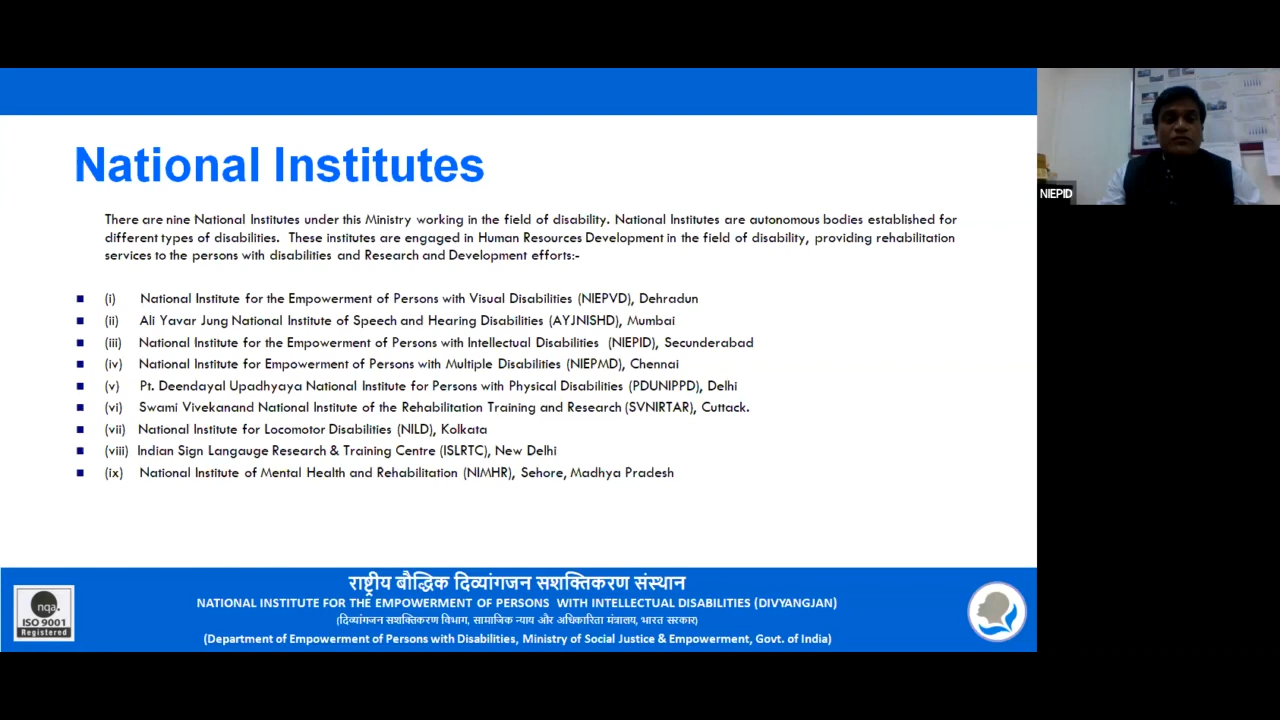 National Institutes
There are nine National Institutes under this Ministry working in the field of disability. National Institutes are autonomous bodies established for
different types of disabilities. These institutes are engaged in Human Resources Development in the field of disability, providing rehabilitation
services to the persons with disabilities and Research and Development efforts:-
(i) National Institute for the Empowerment of Persons with Visual Disabilities (NIEPVD), Dehradun
(ii) Ali Yavar Jung National Institute of Speech and Hearing Disabilities (AYJNISHD), Mumbai
(iii) National Institute for the Empowerment of Persons with Intellectual Disabilities (NIEPID), Secunderabad
(iv) National Institute for Empowerment of Persons with Multiple Disabilities (NIEPMD), Chennai
(v) Pt. Deendayal Upadhyaya National Institute for Persons with Physical Disabilities (PDUNIPPD), Delhi
(vi) Swami Vivekanand National Institute of the Rehabilitation Training and Research (SVNIRTAR), Cuttack.
(vii) National Institute for Locomotor Disabilities (NILD), Kolkata
(viii) Indian Sign Langauge Research & Training Centre (ISLRTC), New Delhi
(ix) National Institute of Mental Health and Rehabilitation (NIMHR), Sehore, Madhya Pradesh
राष्ट्रीय बौद्धिक दिव्यांगजन सशक्तिकरण संस्थान
NATIONAL INSTITUTE FOR THE EMPOWERMENT OF PERSONS WITH INTELLECTUAL DISABILITIES (DIVYANGJAN)
(दिव्यांगजन सशक्तिकरण विभाग, सामाजिक न्याय और अधिकारिता मंत्रालय, भारत सरकार)
(Department of Empowerment of Persons with Disabilities, Ministry of Social Justice & Empowerment, Govt. of India)
nqa.
ISO 9001
Registered
NIEPID